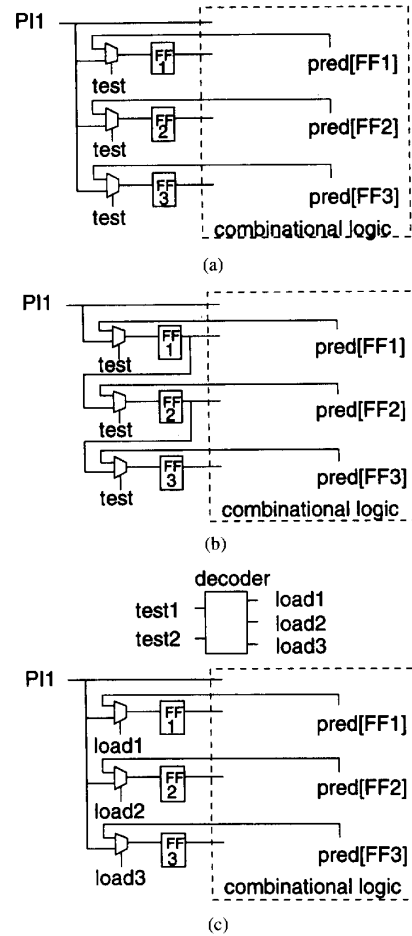 PI1
FF
1
pred[FF1]
test
FF
2
pred[FF2]
test
FF
3
pred[FF3]
test
combinational logic
(a)
PI1
FF
1
pred[FF1]
test
FF
2
pred[FF2]
test
FF
3
pred[FF3]
test
combinational logic
(b)
decoder
test1
load1
load2
test2
load3
PI1
FF
1
pred[FF1]
load1
FF
2
pred[FF2]
load2
FF
3
pred[FF3]
load3
combinational logic
(c)